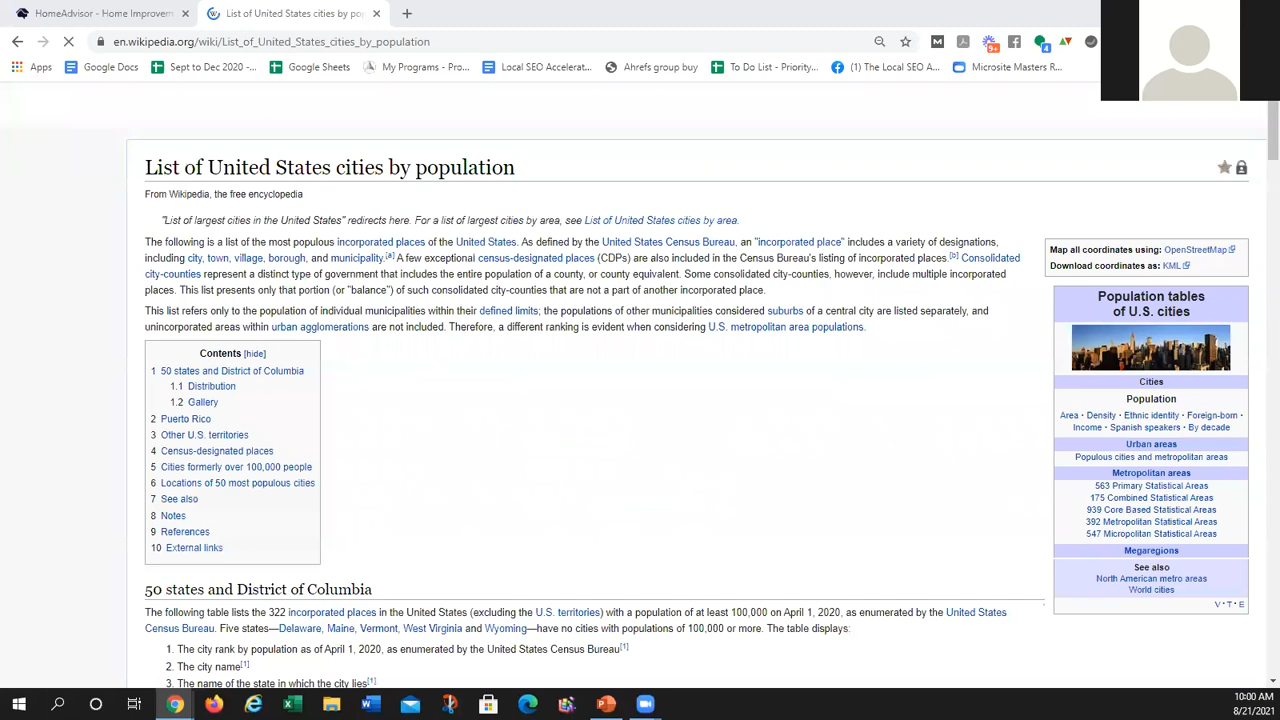 HomeAdvisor - Home Improvem
List of United States cities by pop
en.wikipedia.org/wiki/List_of_United_States_cities_by_population
Apps
Google Docs
Sept to Dec 2020 -...
Google Sheets
My Programs - Pro...
Local SEO Accelerat...
Ahrefs group buy
To Do List - Priority...
(1) The Local SEO A...
Microsite Masters R...
9+
4
List of United States cities by population
From Wikipedia, the free encyclopedia
"List of largest cities in the United States" redirects here. For a list of largest cities by area, see List of United States cities by area.
The following is a list of the most populous incorporated places of the United States. As defined by the United States Census Bureau, an "incorporated place" includes a variety of designations,
including city, town, village, borough, and municipality.[a] A few exceptional census-designated places (CDPs) are also included in the Census Bureau's listing of incorporated places.[b] Consolidated
city-counties represent a distinct type of government that includes the entire population of a county, or county equivalent. Some consolidated city-counties, however, include multiple incorporated
places. This list presents only that portion (or "balance") of such consolidated city-counties that are not a part of another incorporated place.
This list refers only to the population of individual municipalities within their defined limits; the populations of other municipalities considered suburbs of a central city are listed separately, and
unincorporated areas within urban agglomerations are not included. Therefore, a different ranking is evident when considering U.S. metropolitan area populations.
Contents [hide]
1 50 states and District of Columbia
1.1 Distribution
1.2 Gallery
2 Puerto Rico
3 Other U.S. territories
4 Census-designated places
5 Cities formerly over 100,000 people
6 Locations of 50 most populous cities
7 See also
8 Notes
9 References
10 External links
Map all coordinates using: OpenStreetMap
Download coordinates as: KML
Population tables
of U.S. cities
Cities
Population
Area · Density · Ethnic identity · Foreign-born ·
Income · Spanish speakers · By decade
Urban areas
Populous cities and metropolitan areas
Metropolitan areas
563 Primary Statistical Areas
175 Combined Statistical Areas
939 Core Based Statistical Areas
392 Metropolitan Statistical Areas
547 Micropolitan Statistical Areas
Megaregions
See also
North American metro areas
World cities
V · T · E
50 states and District of Columbia
The following table lists the 322 incorporated places in the United States (excluding the U.S. territories) with a population of at least 100,000 on April 1, 2020, as enumerated by the United States
Census Bureau. Five states—Delaware, Maine, Vermont, West Virginia and Wyoming—have no cities with populations of 100,000 or more. The table displays:
1. The city rank by population as of April 1, 2020, as enumerated by the United States Census Bureau[1]
2. The city name[1]
3. The name of the state in which the city lies[1]
10:00 AM
8/21/2021